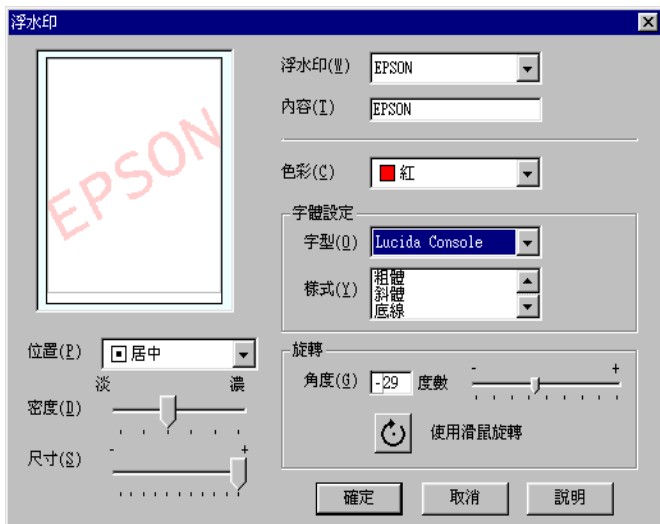 浮水印
EPSON
浮水印(W) EPSON
內容(I) EPSON
色彩(C) 紅
字體設定
字型(O) Lucida Console
樣式(Y) 粗體
斜體
底線
位置(P) 居中
淡 濃
密度(D)
尺寸(S) - +
旋轉
角度(G) -29 度數 - +
使用滑鼠旋轉
確定 取消 說明